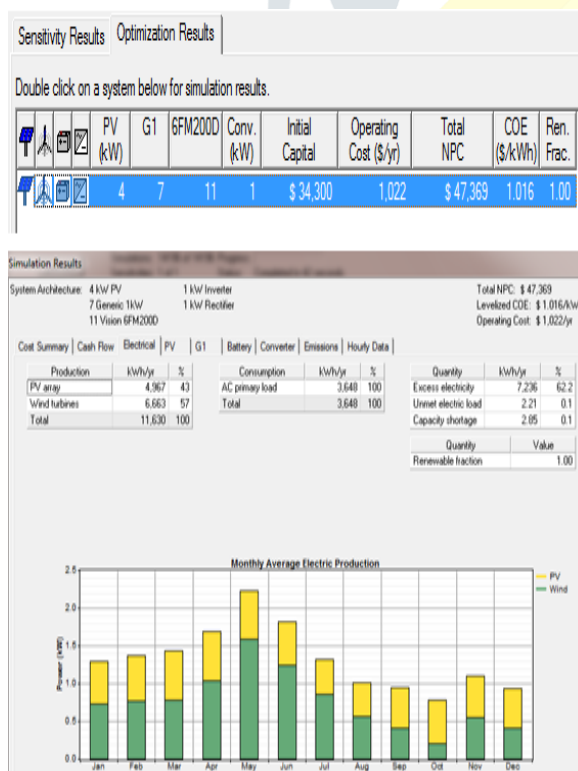 Sensitivity Results Optimization Results
Double click on a system below for simulation results.
PV (kW) G1 6FM200D Conv. (kW) Initial Capital Operating Cost ($/yr) Total NPC COE ($/kWh) Ren. Frac.
4 7 11 1 $ 34,300 1,022 $ 47,369 1.016 1.00
Simulation Results
System Architecture: 4 kW PV 1 kW Inverter Total NPC: $ 47,369
7 Generic 1kW 1 kW Rectifier Levelized COE: $ 1.016/kW
11 Vision 6FM200D Operating Cost: $ 1,022/yr
Cost Summary Cash Flow Electrical PV G1 Battery Converter Emissions Hourly Data
Production kWh/yr % Consumption kWh/yr % Quantity kWh/yr %
PV array 4,967 43 AC primary load 3,648 100 Excess electricity 7,236 62.2
Wind turbines 6,663 57 Total 3,648 100 Unmet electric load 2.21 0.1
Total 11,630 100 Capacity shortage 2.85 0.1
Quantity Value
Renewable fraction 1.00
Monthly Average Electric Production
Power (kW)
2.5
2.0
1.5
1.0
0.5
0.0
Jan Feb Mar Apr May Jun Jul Aug Sep Oct Nov Dec
PV
Wind